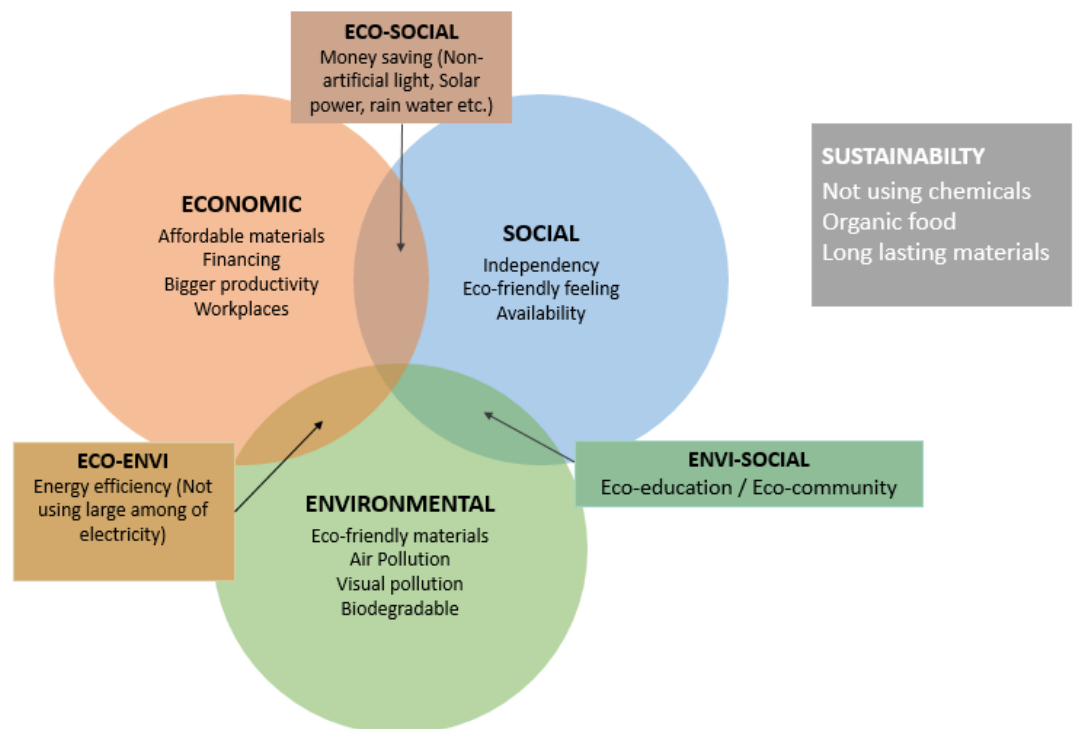 ECO-SOCIAL
Money saving (Non-
artificial light, Solar
power, rain water etc.)
ECONOMIC
Affordable materials
Financing
Bigger productivity
Workplaces
SOCIAL
Independency
Eco-friendly feeling
Availability
SUSTAINABILTY
Not using chemicals
Organic food
Long lasting materials
ECO-ENVI
Energy efficiency (Not
using large among of
electricity)
ENVI-SOCIAL
Eco-education / Eco-community
ENVIRONMENTAL
Eco-friendly materials
Air Pollution
Visual pollution
Biodegradable